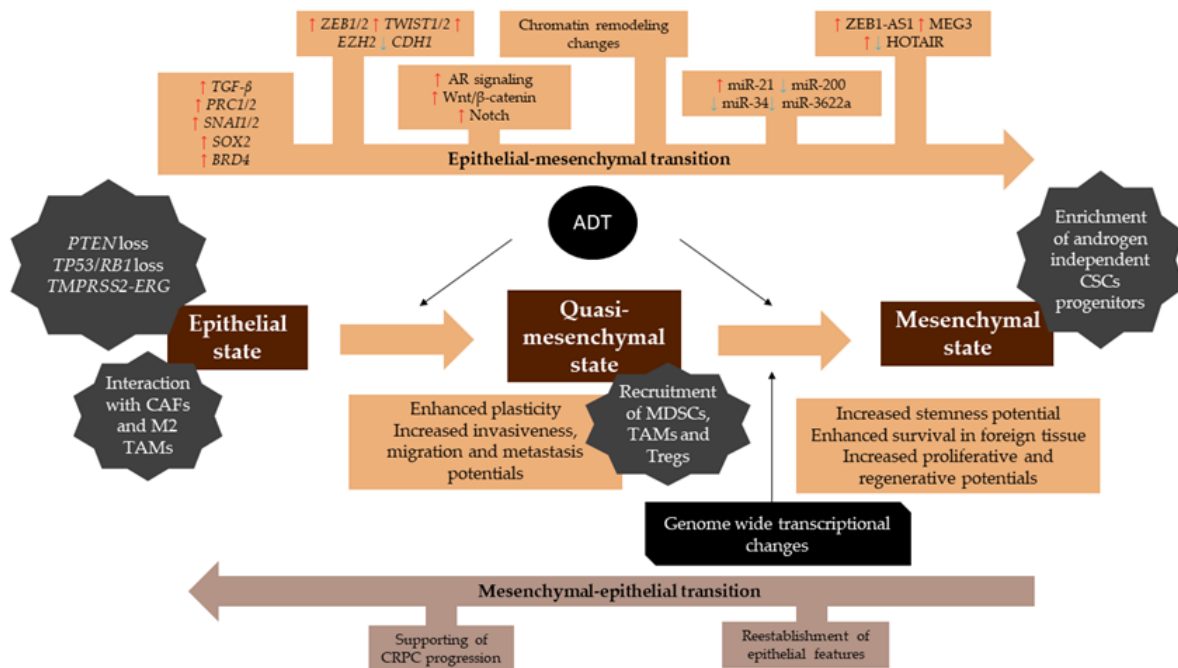 ↑ ZEB1/2 ↑ TWIST1/2 ↑
EZH2 ↓ CDH1
Chromatin remodeling
changes
↑ ZEB1-AS1 ↑ MEG3
↑ ↓ HOTAIR
↑ TGF-β
↑ PRC1/2
↑ SNAI1/2
↑ SOX2
↑ BRD4
↑ AR signaling
↑ Wnt/β-catenin
↑ Notch
↑ miR-21 ↓ miR-200
↓ miR-34 ↓ miR-3622a
Epithelial-mesenchymal transition
PTEN loss
TP53/RB1 loss
TMPRSS2-ERG
ADT
Enrichment
of androgen
independent
CSCs
progenitors
Epithelial
state
Quasi-
mesenchymal
state
Mesenchymal
state
Interaction
with CAFs
and M2
TAMs
Enhanced plasticity
Increased invasiveness,
migration and metastasis
potentials
Recruitment
of MDSCs,
TAMs and
Tregs
Increased stemness potential
Enhanced survival in foreign tissue
Increased proliferative and
regenerative potentials
Genome wide transcriptional
changes
Mesenchymal-epithelial transition
Supporting of
CRPC progression
Reestablishment of
epithelial features